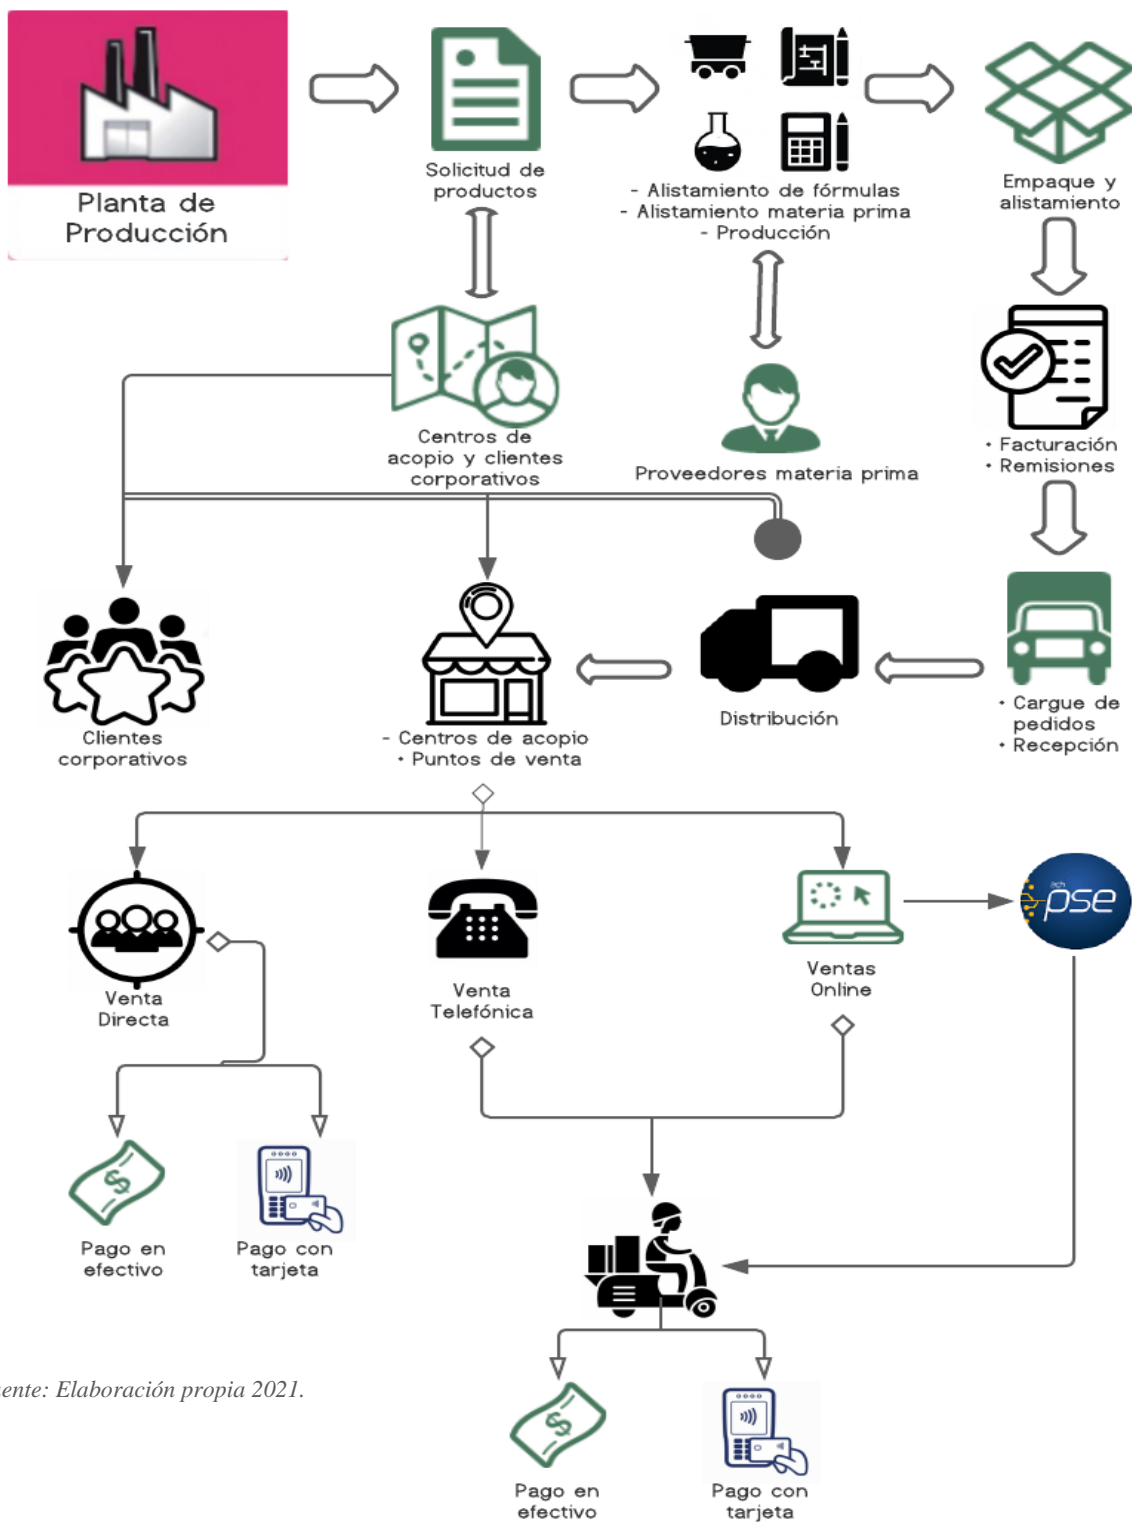 Planta de
Producción
Solicitud de
productos
- Alistamiento de fórmulas
- Alistamiento materia prima
- Producción
Empaque y
alistamiento
Centros de
acopio y clientes
corporativos
Proveedores materia prima
• Facturación
• Remisiones
Clientes
corporativos
- Centros de acopio
• Puntos de venta
Distribución
• Cargue de
pedidos
• Recepción
Venta
Directa
Venta
Telefónica
Ventas
Online
ach
pse
Pago en
efectivo
Pago con
tarjeta
uente: Elaboración propia 2021.
Pago en
efectivo
Pago con
tarjeta